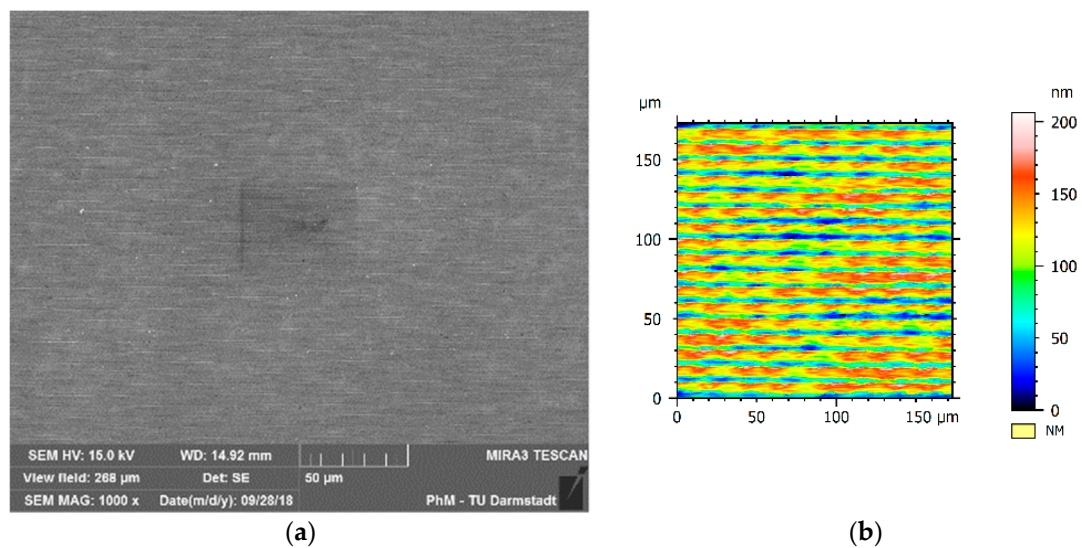 SEM HV: 15.0 kV WD: 14.92 mm MIRA3 TESCAN
View field: 268 µm Det: SE 50 µm
SEM MAG: 1000 x Date(m/d/y): 09/28/18 PhM - TU Darmstadt
(a)
µm
150
100
50
0
0 50 100 150 µm
nm
200
150
100
50
0
NM
(b)